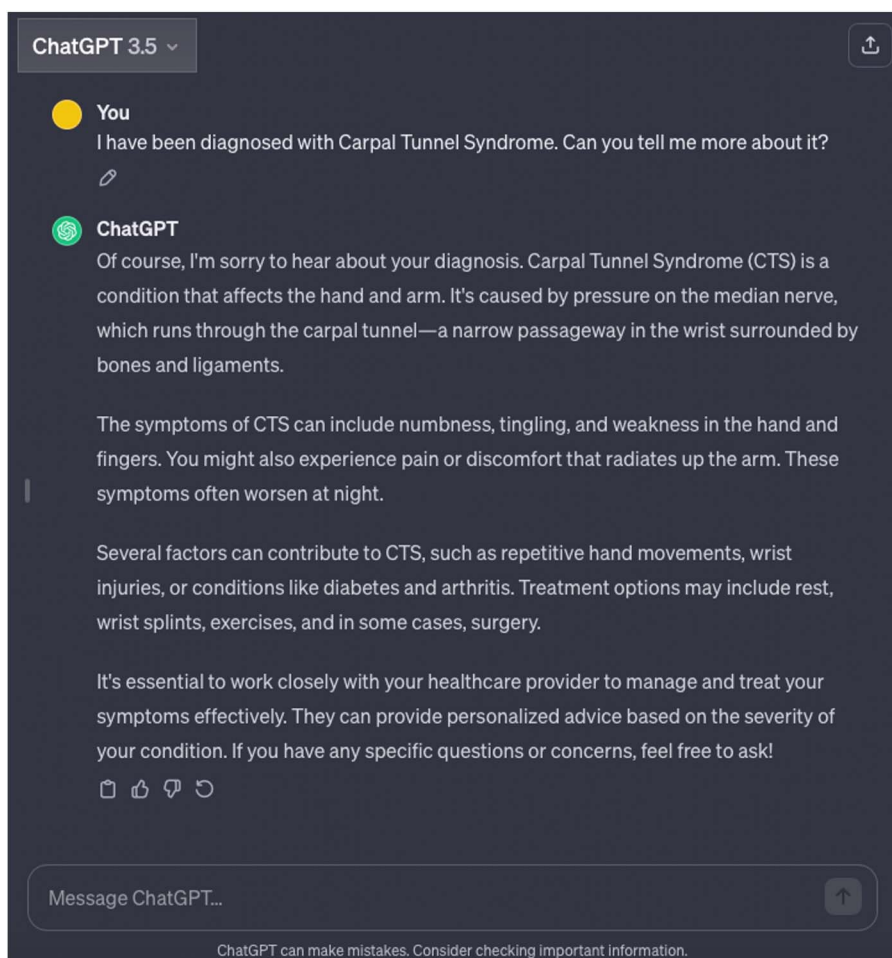 ChatGPT 3.5
You
I have been diagnosed with Carpal Tunnel Syndrome. Can you tell me more about it?
ChatGPT
Of course, I'm sorry to hear about your diagnosis. Carpal Tunnel Syndrome (CTS) is a
condition that affects the hand and arm. It's caused by pressure on the median nerve,
which runs through the carpal tunnel—a narrow passageway in the wrist surrounded by
bones and ligaments.
The symptoms of CTS can include numbness, tingling, and weakness in the hand and
fingers. You might also experience pain or discomfort that radiates up the arm. These
symptoms often worsen at night.
Several factors can contribute to CTS, such as repetitive hand movements, wrist
injuries, or conditions like diabetes and arthritis. Treatment options may include rest,
wrist splints, exercises, and in some cases, surgery.
It's essential to work closely with your healthcare provider to manage and treat your
symptoms effectively. They can provide personalized advice based on the severity of
your condition. If you have any specific questions or concerns, feel free to ask!
Message ChatGPT...
ChatGPT can make mistakes. Consider checking important information.